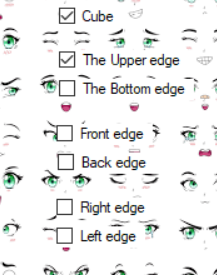 Cube
The Upper edge
The Bottom edge
Front edge
Back edge
Right edge
Left edge